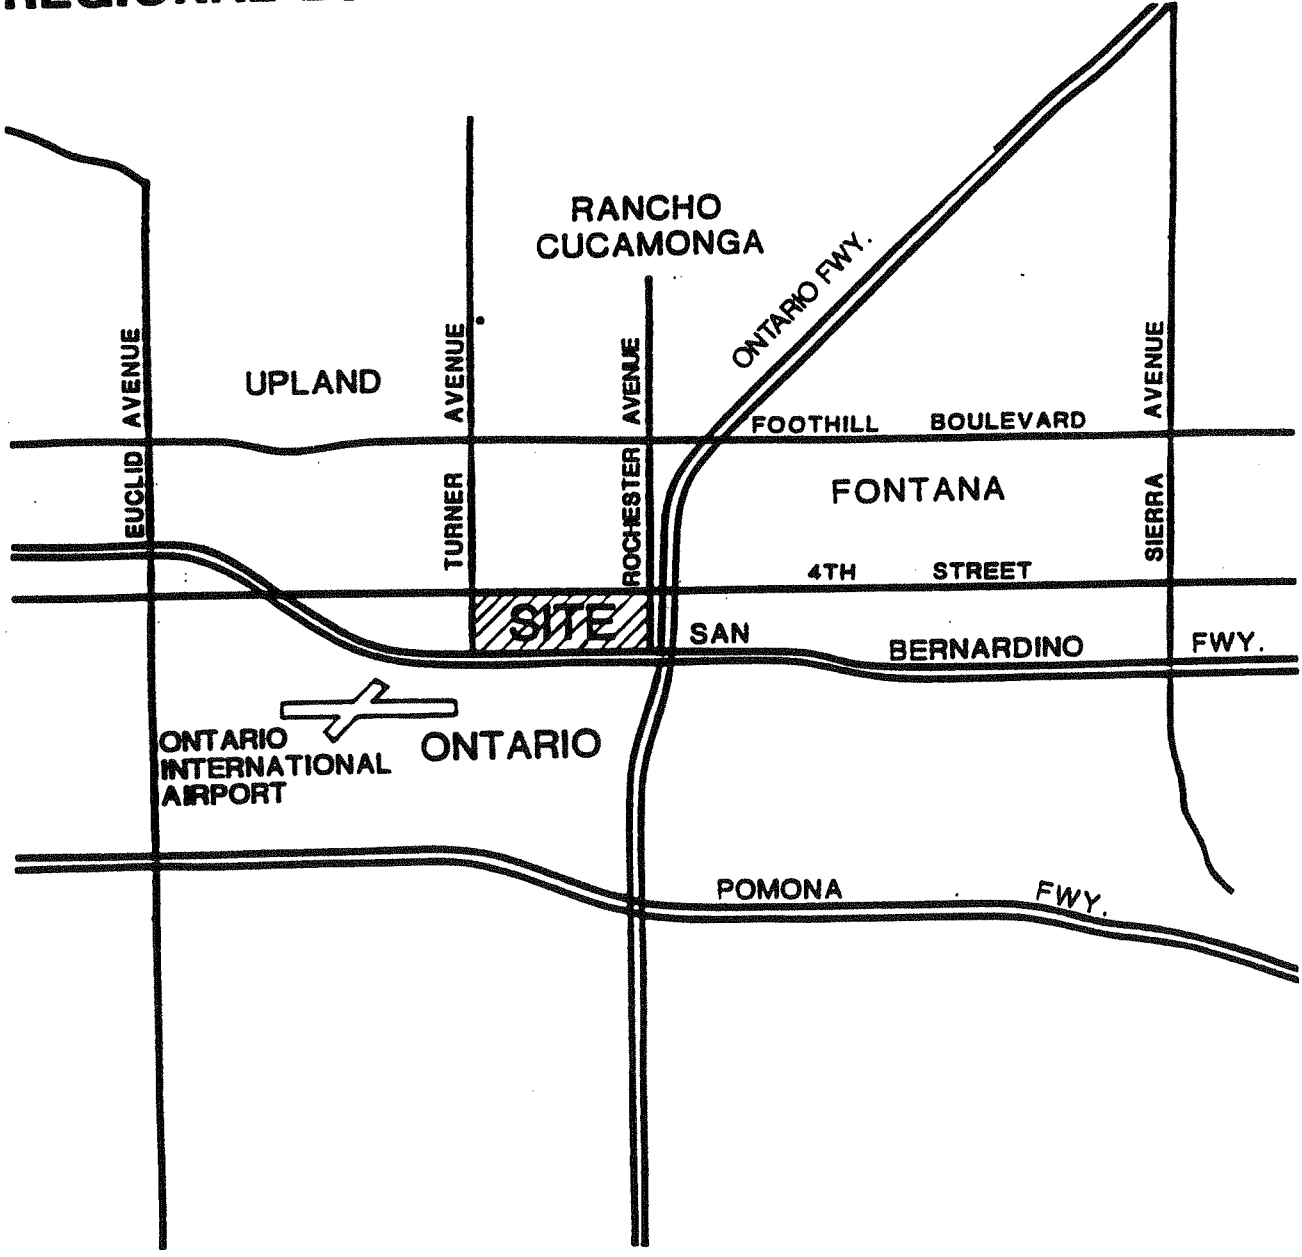 REGIONAL
RANCHO
CUCAMONGA
ONTARIO FWY.
EUCLID AVENUE
UPLAND
TURNER AVENUE
ROCHESTER AVENUE
FOOTHILL BOULEVARD
SIERRA AVENUE
FONTANA
4TH STREET
SITE
SAN BERNARDINO FWY.
ONTARIO
INTERNATIONAL
AIRPORT
ONTARIO
POMONA FWY.